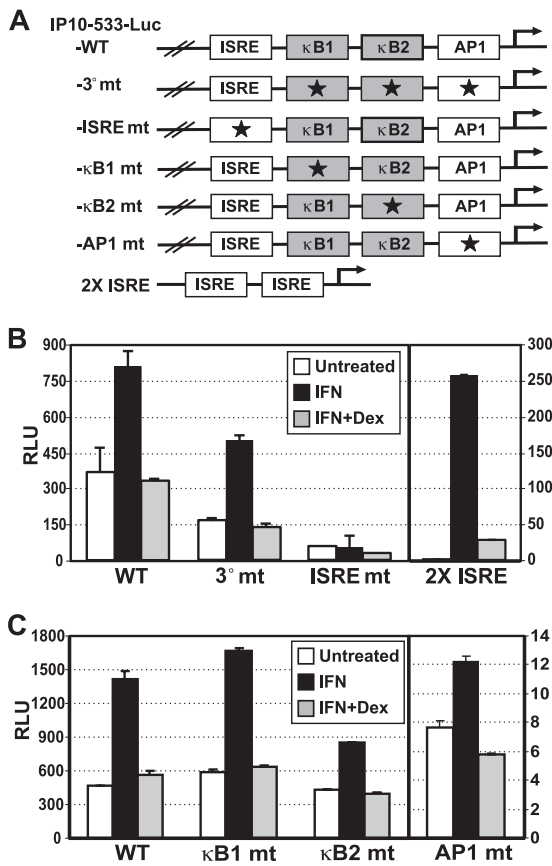 A
IP10-533-Luc
-WT ISRE κB1 κB2 AP1
-3° mt ISRE
-ISRE mt κB1 κB2 AP1
-κB1 mt ISRE κB2 AP1
-κB2 mt ISRE κB1 AP1
-AP1 mt ISRE κB1 κB2
2X ISRE ISRE ISRE
B
RLU
900
750
600
450
300
150
0
Untreated
IFN
IFN+Dex
300
250
200
150
100
50
0
WT 3° mt ISRE mt 2X ISRE
C
RLU
1800
1500
1200
900
600
300
0
Untreated
IFN
IFN+Dex
14
12
10
8
6
4
2
0
WT κB1 mt κB2 mt AP1 mt